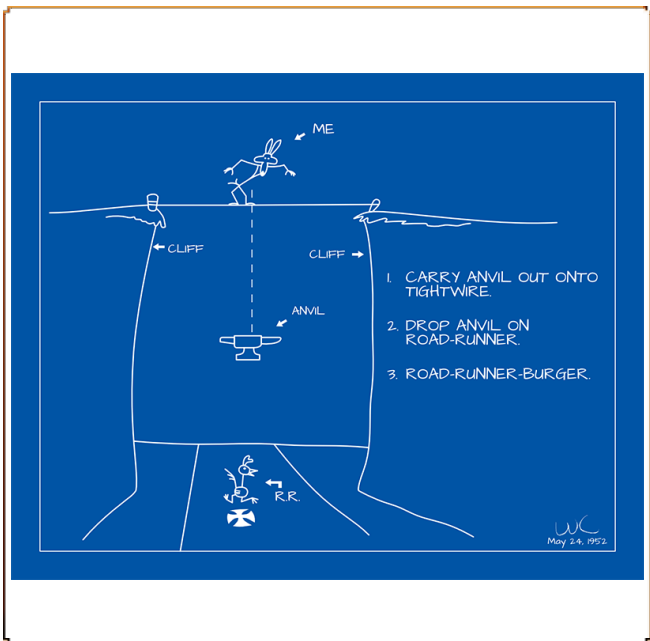 ME
CLIFF
CLIFF
1. CARRY ANVIL OUT ONTO
TIGHTWIRE.
ANVIL
2. DROP ANVIL ON
ROAD-RUNNER.
3. ROAD-RUNNER-BURGER.
R.R.
WC
May 24, 1952